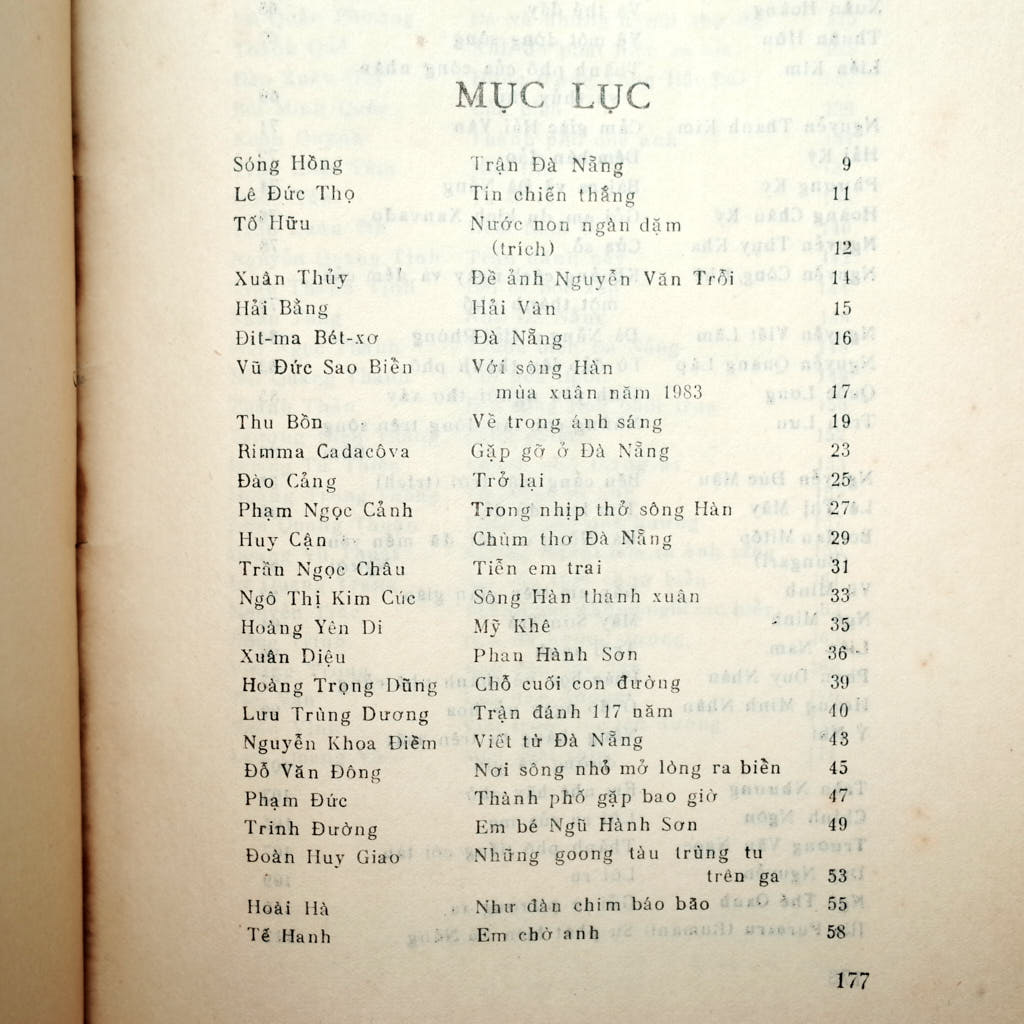 MỤC LỤC
Sóng Hồng Trận Đà Nẵng 9
Lê Đức Thọ Tin chiến thắng 11
Tố Hữu Nước non ngàn dặm
(trích) 12
Xuân Thủy Đề ảnh Nguyễn Văn Trỗi 14
Hải Bằng Hải Vân 15
Đit-ma Bét-xơ Đà Nẵng 16
Vũ Đức Sao Biển Với sông Hàn
mùa xuân năm 1983 17
Thu Bồn Về trong ánh sáng 19
Rimma Cadacôva Gặp gỡ ở Đà Nẵng 23
Đào Cảng Trở lại 25
Phạm Ngọc Cảnh Trong nhịp thở sông Hàn 27
Huy Cận Chùm thơ Đà Nẵng 29
Trần Ngọc Châu Tiễn em trai 31
Ngô Thị Kim Cúc Sông Hàn thanh xuân 33
Hoàng Yên Di Mỹ Khê 35
Xuân Diệu Phan Hành Sơn 36
Hoàng Trọng Dũng Chỗ cuối con đường 39
Lưu Trùng Dương Trận đánh 117 năm 40
Nguyễn Khoa Điềm Viết từ Đà Nẵng 43
Đỗ Văn Đông Nơi sông nhỏ mở lòng ra biển 45
Phạm Đức Thành phố gặp bao giờ 47
Trinh Đường Em bé Ngũ Hành Sơn 49
Đoàn Huy Giao Những goong tàu trùng tu
trên ga 53
Hoài Hà Như đàn chim báo bão 55
Tế Hanh Em chờ anh 58
177